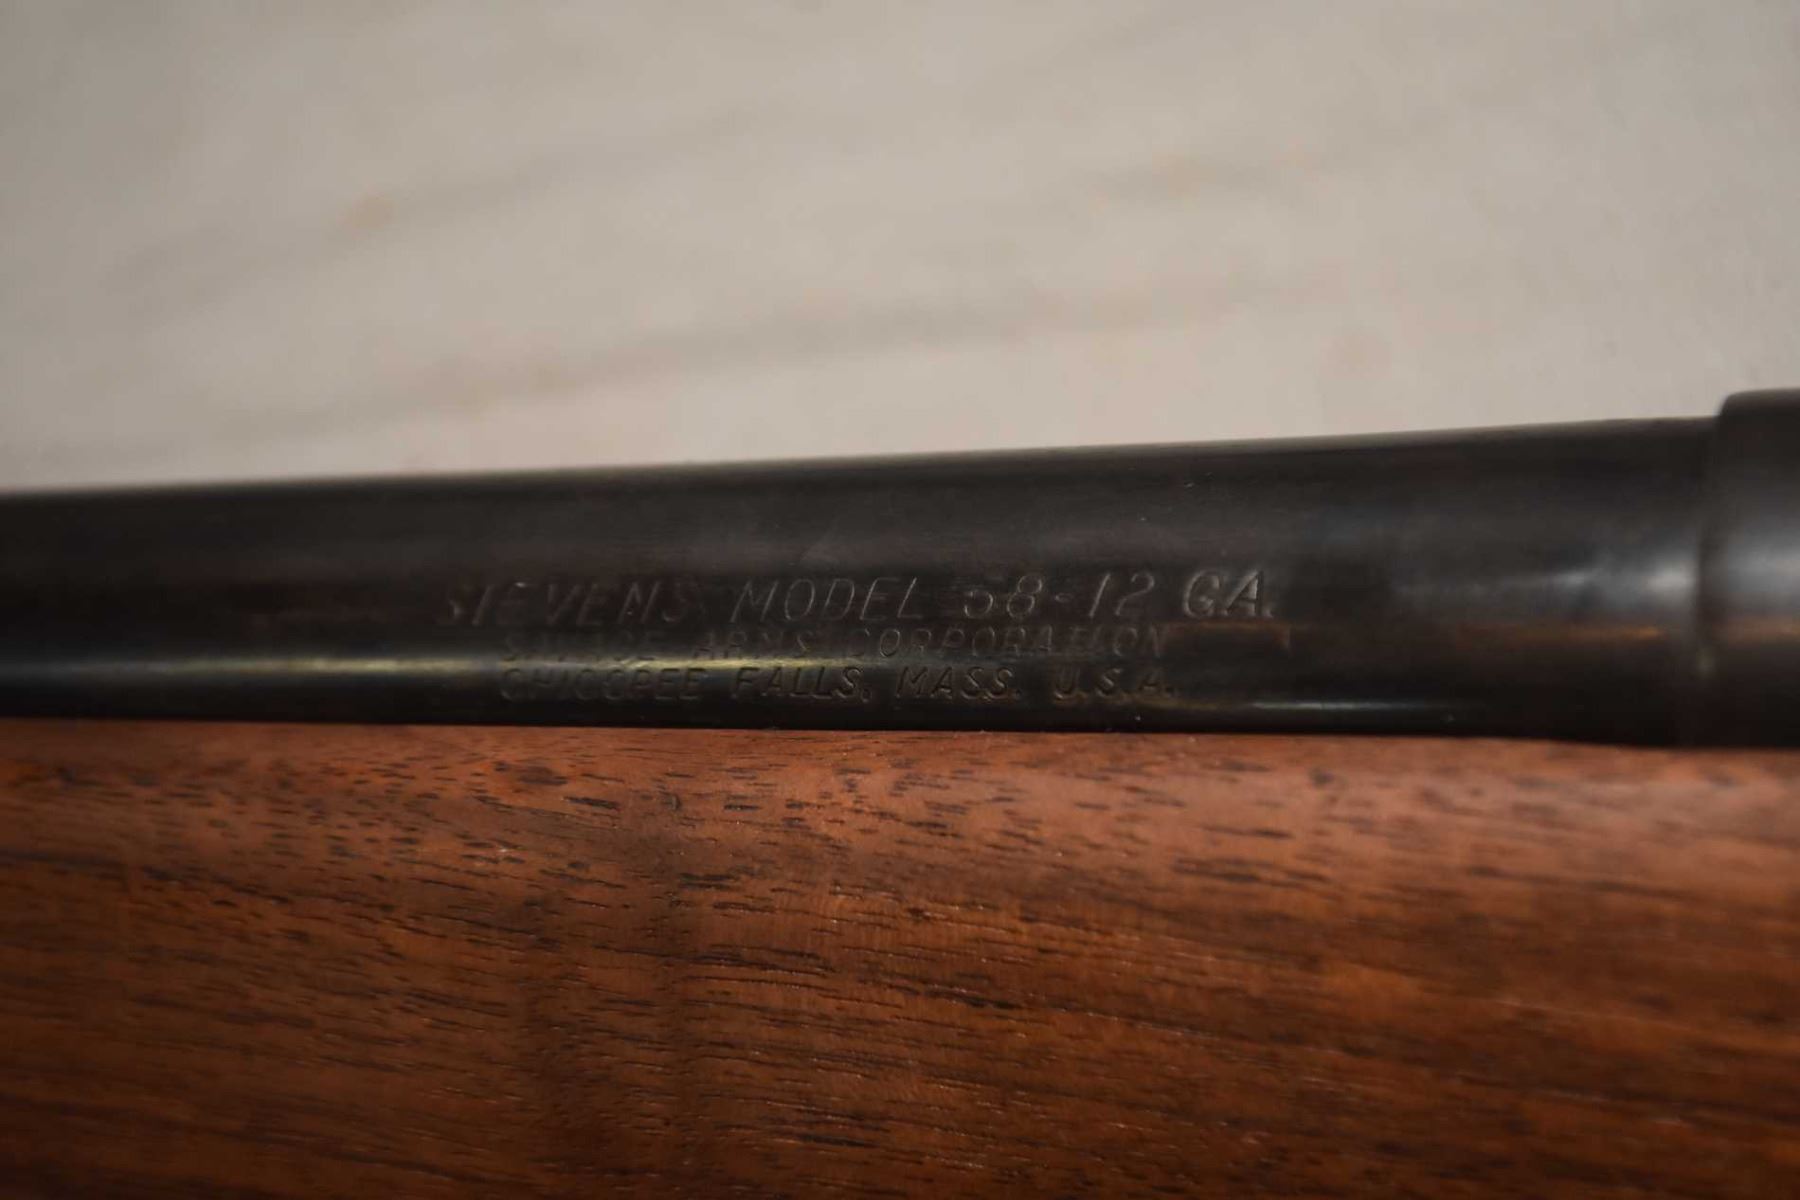 STEVENS MODEL 58-12 GA.
SAVAGE ARMS CORPORATION
CHICOPEE FALLS, MASS. U.S.A.